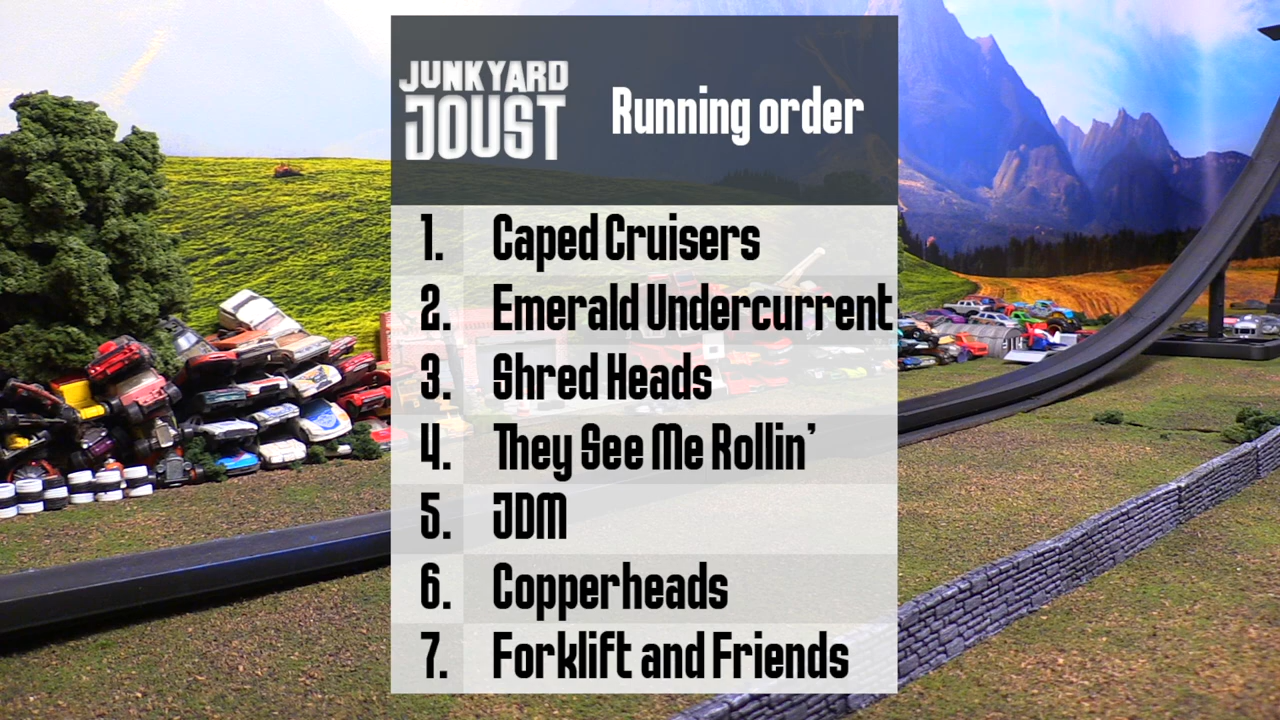 JUNKYARD
JOUST
Running order
1. Caped Cruisers
2. Emerald Undercurrent
3. Shred Heads
4. They See Me Rollin'
5. JDM
6. Copperheads
7. Forklift and Friends